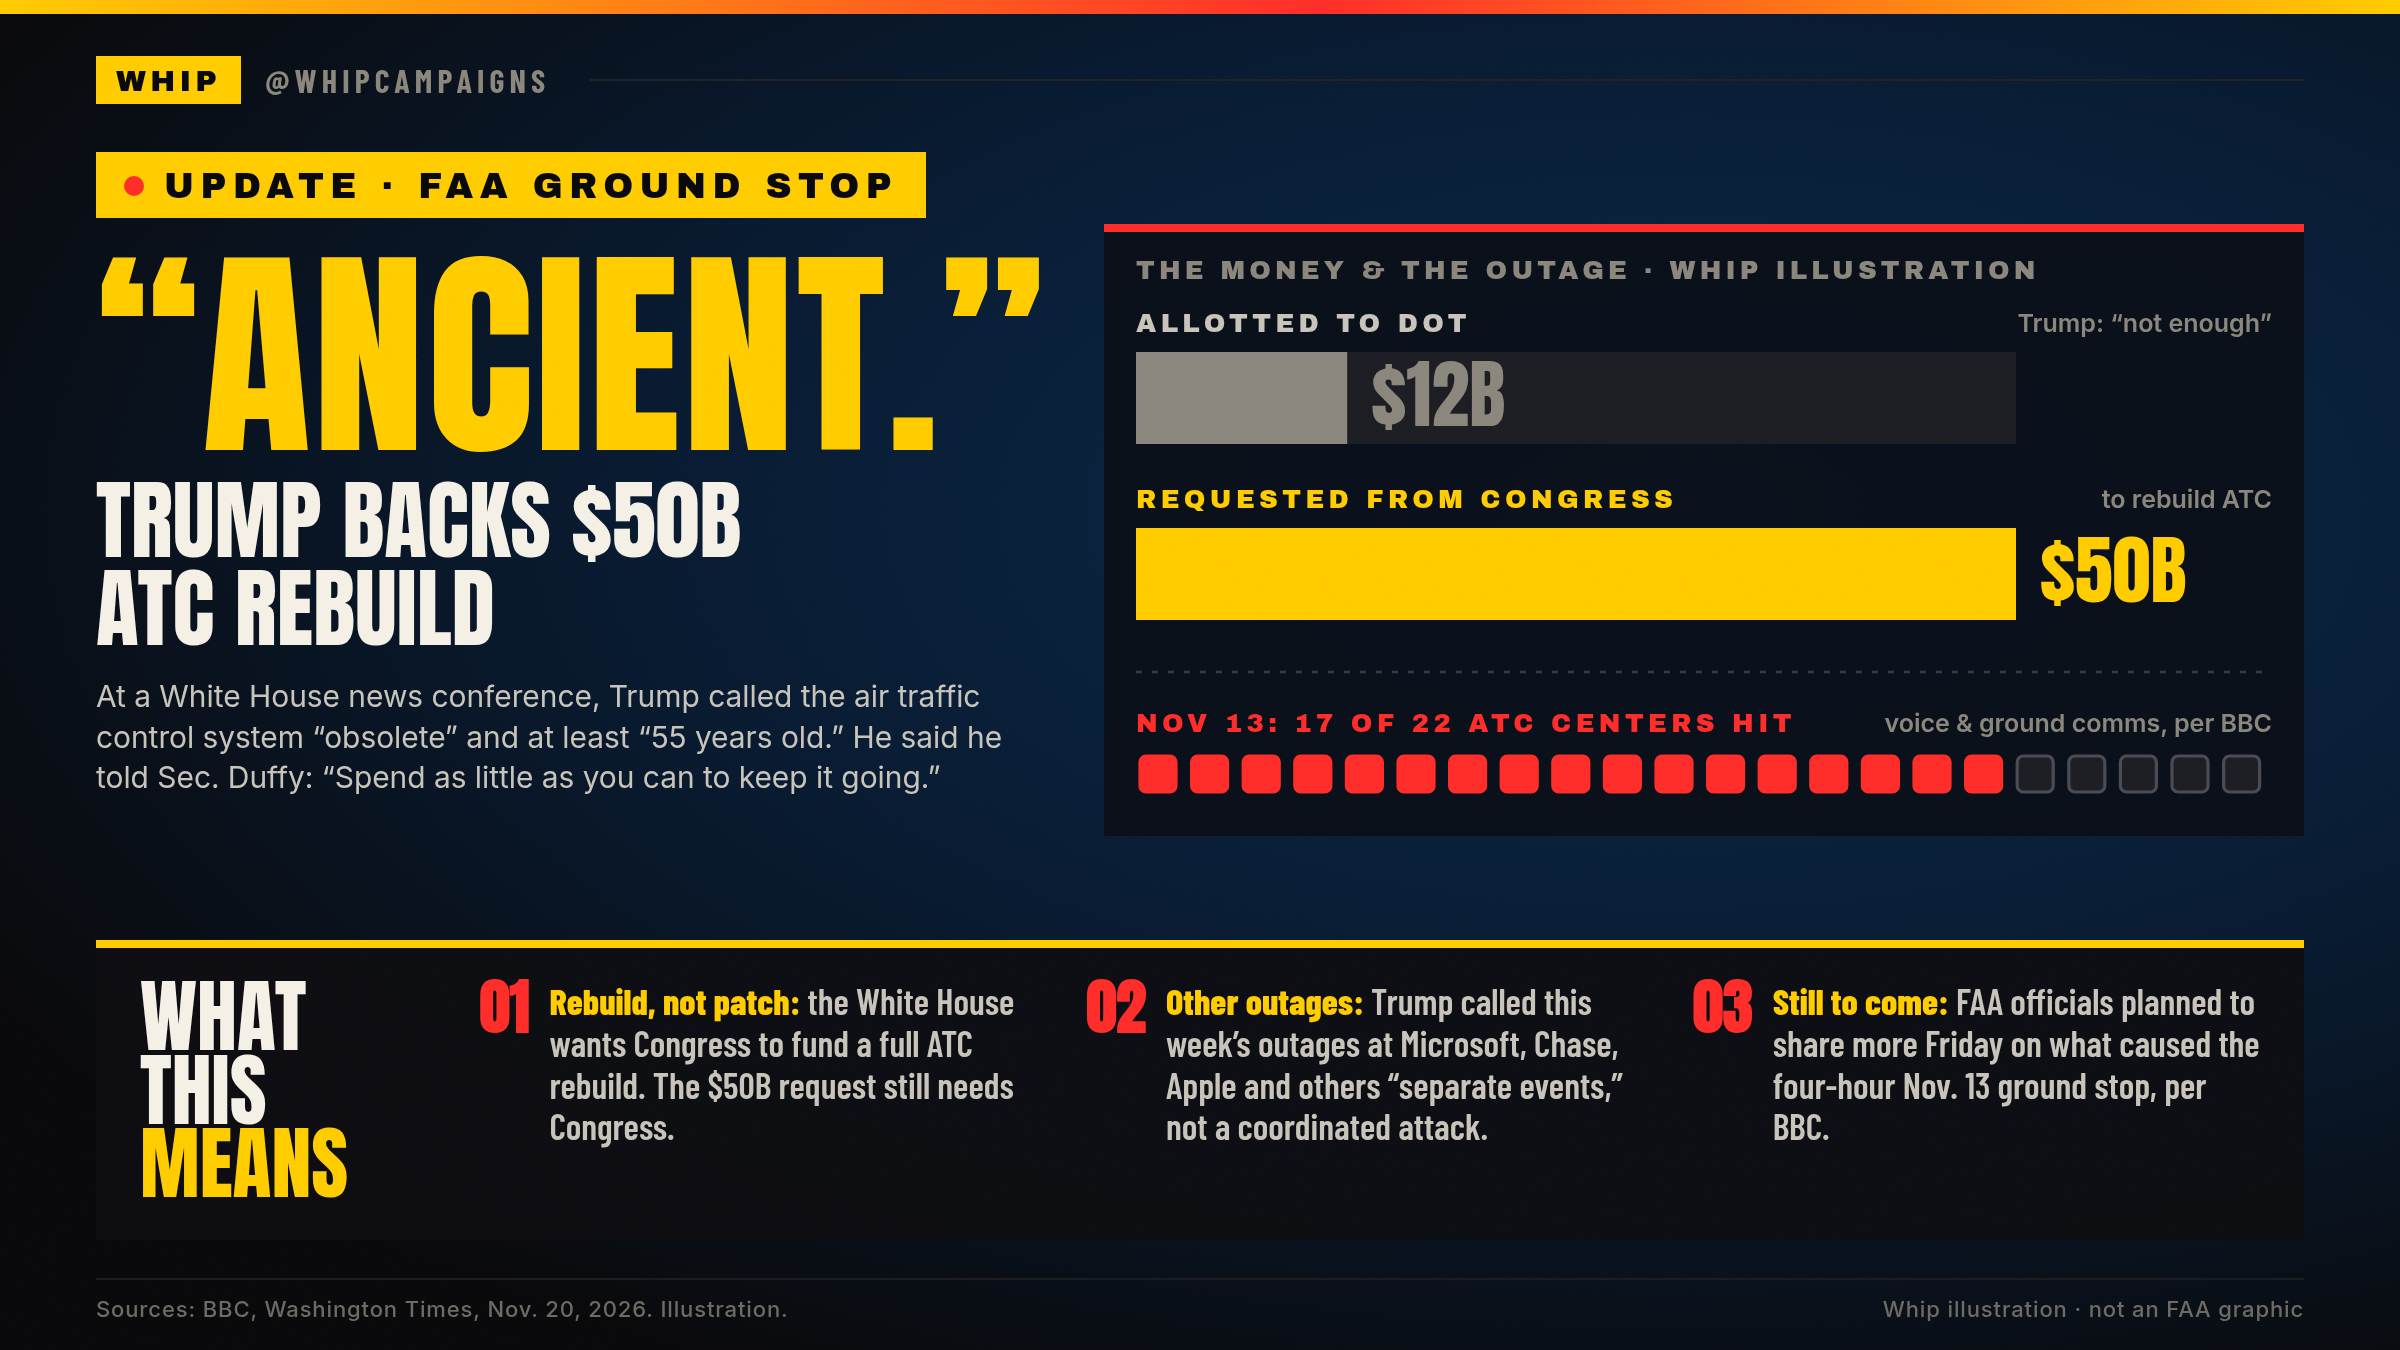 WHIP @WHIPCAMPAIGNS
UPDATE · FAA GROUND STOP
“ANCIENT.”
TRUMP BACKS $50B
ATC REBUILD
At a White House news conference, Trump called the air traffic
control system “obsolete” and at least “55 years old.” He said he
told Sec. Duffy: “Spend as little as you can to keep it going.”
THE MONEY & THE OUTAGE · WHIP ILLUSTRATION
ALLOTTED TO DOT Trump: “not enough”
$12B
REQUESTED FROM CONGRESS to rebuild ATC
$50B
NOV 13: 17 OF 22 ATC CENTERS HIT voice & ground comms, per BBC
WHAT
THIS
MEANS
01 Rebuild, not patch: the White House
wants Congress to fund a full ATC
rebuild. The $50B request still needs
Congress.
02 Other outages: Trump called this
week’s outages at Microsoft, Chase,
Apple and others “separate events,”
not a coordinated attack.
03 Still to come: FAA officials planned to
share more Friday on what caused the
four-hour Nov. 13 ground stop, per
BBC.
Sources: BBC, Washington Times, Nov. 20, 2026. Illustration.
Whip illustration · not an FAA graphic